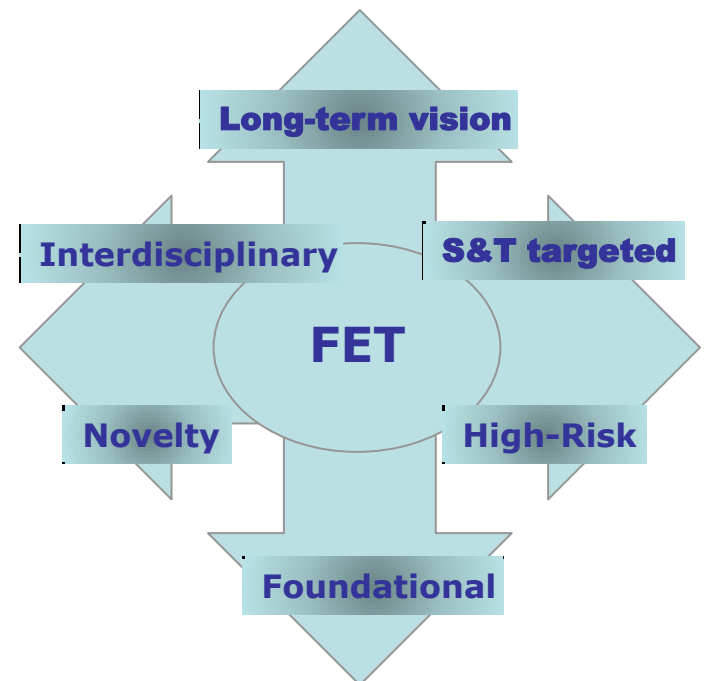 Long-term vision
Interdisciplinary
S&T targeted
FET
Novelty
High-Risk
Foundational